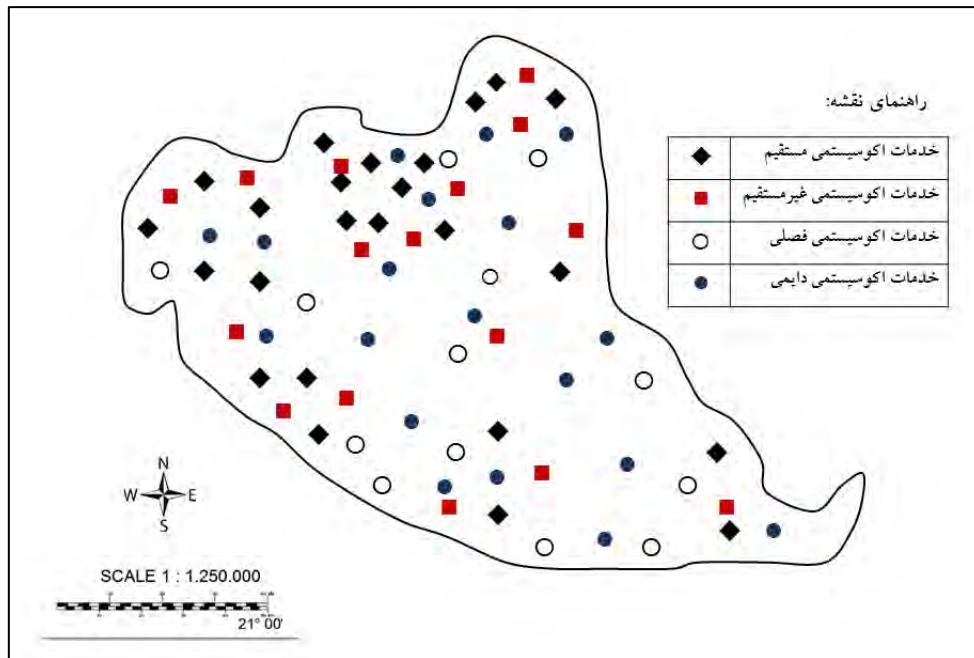 راهنمای نقشه:
خدمات اکوسیستمی مستقیم
خدمات اکوسیستمی غیرمستقیم
خدمات اکوسیستمی فصلی
خدمات اکوسیستمی دایمی
N
W E
S
SCALE 1 : 1.250.000
21° 00'